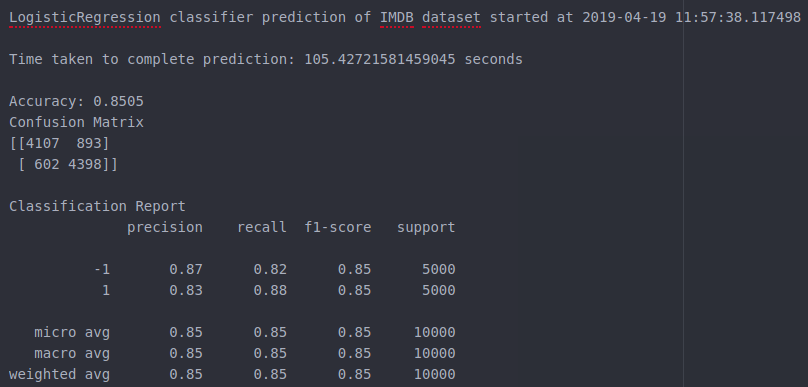 LogisticRegression classifier prediction of IMDB dataset started at 2019-04-19 11:57:38.117498
Time taken to complete prediction: 105.42721581459045 seconds
Accuracy: 0.8505
Confusion Matrix
[[4107  893]
 [ 602 4398]]
Classification Report
              precision    recall  f1-score   support
          -1       0.87      0.82      0.85      5000
           1       0.83      0.88      0.85      5000
   micro avg       0.85      0.85      0.85     10000
   macro avg       0.85      0.85      0.85     10000
weighted avg       0.85      0.85      0.85     10000